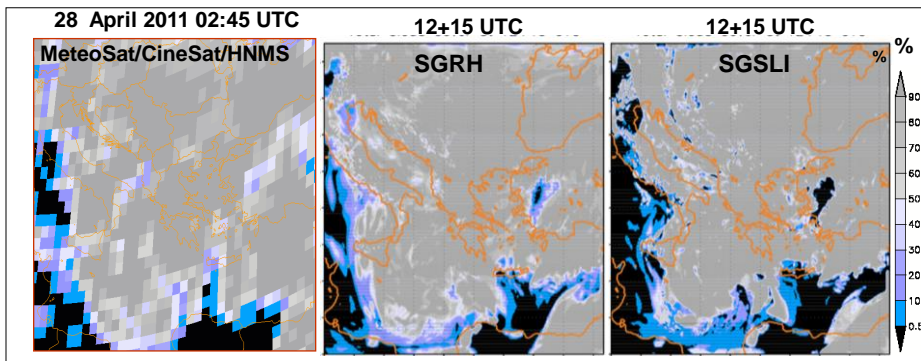 28 April 2011 02:45 UTC
12+15 UTC
12+15 UTC
%
MeteoSat/CineSat/HNMS
SGRH
SGSLI
%
90
80
70
60
50
40
30
20
10
0.5